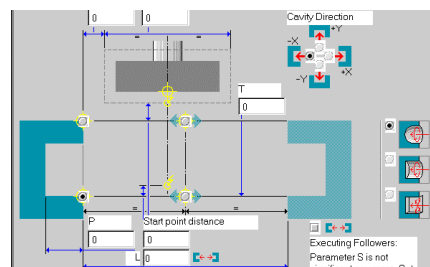 0 0
Cavity Direction
+Y
-X
-Y +X
= =
T
0
= =
P Start point distance
0 0
L 0
Executing Followers:
Parameter S is not